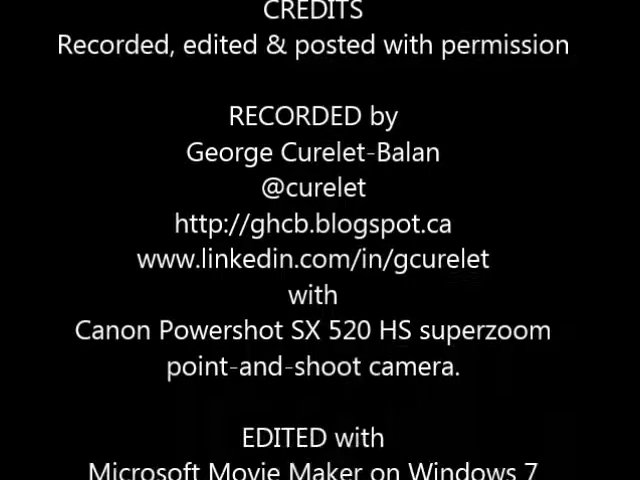 CREDITS
Recorded, edited & posted with permission
RECORDED by
George Curelet-Balan
@curelet
http://ghcb.blogspot.ca
www.linkedin.com/in/gcurelet
with
Canon Powershot SX 520 HS superzoom
point-and-shoot camera.
EDITED with
Microsoft Movie Maker on Windows 7